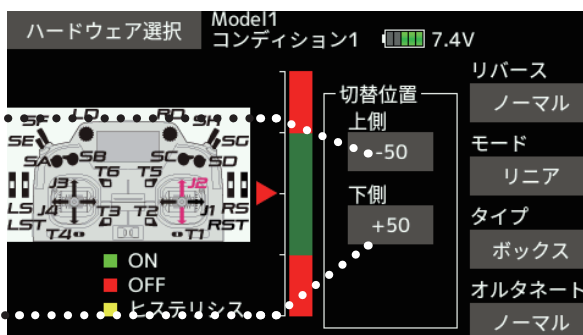 ハードウェア選択
Model1
コンディション1 7.4V
リバース
ノーマル
モード
リニア
タイプ
ボックス
オルタネート
ノーマル
切替位置
上側
-50
下側
+50
LD RD
SF SH
SE SG
SA SB SC SD
T6 T5
J3 J2
LS J4 T3 T2 J1 RS
LST RST
T4 T1
ON
OFF
ヒステリシス